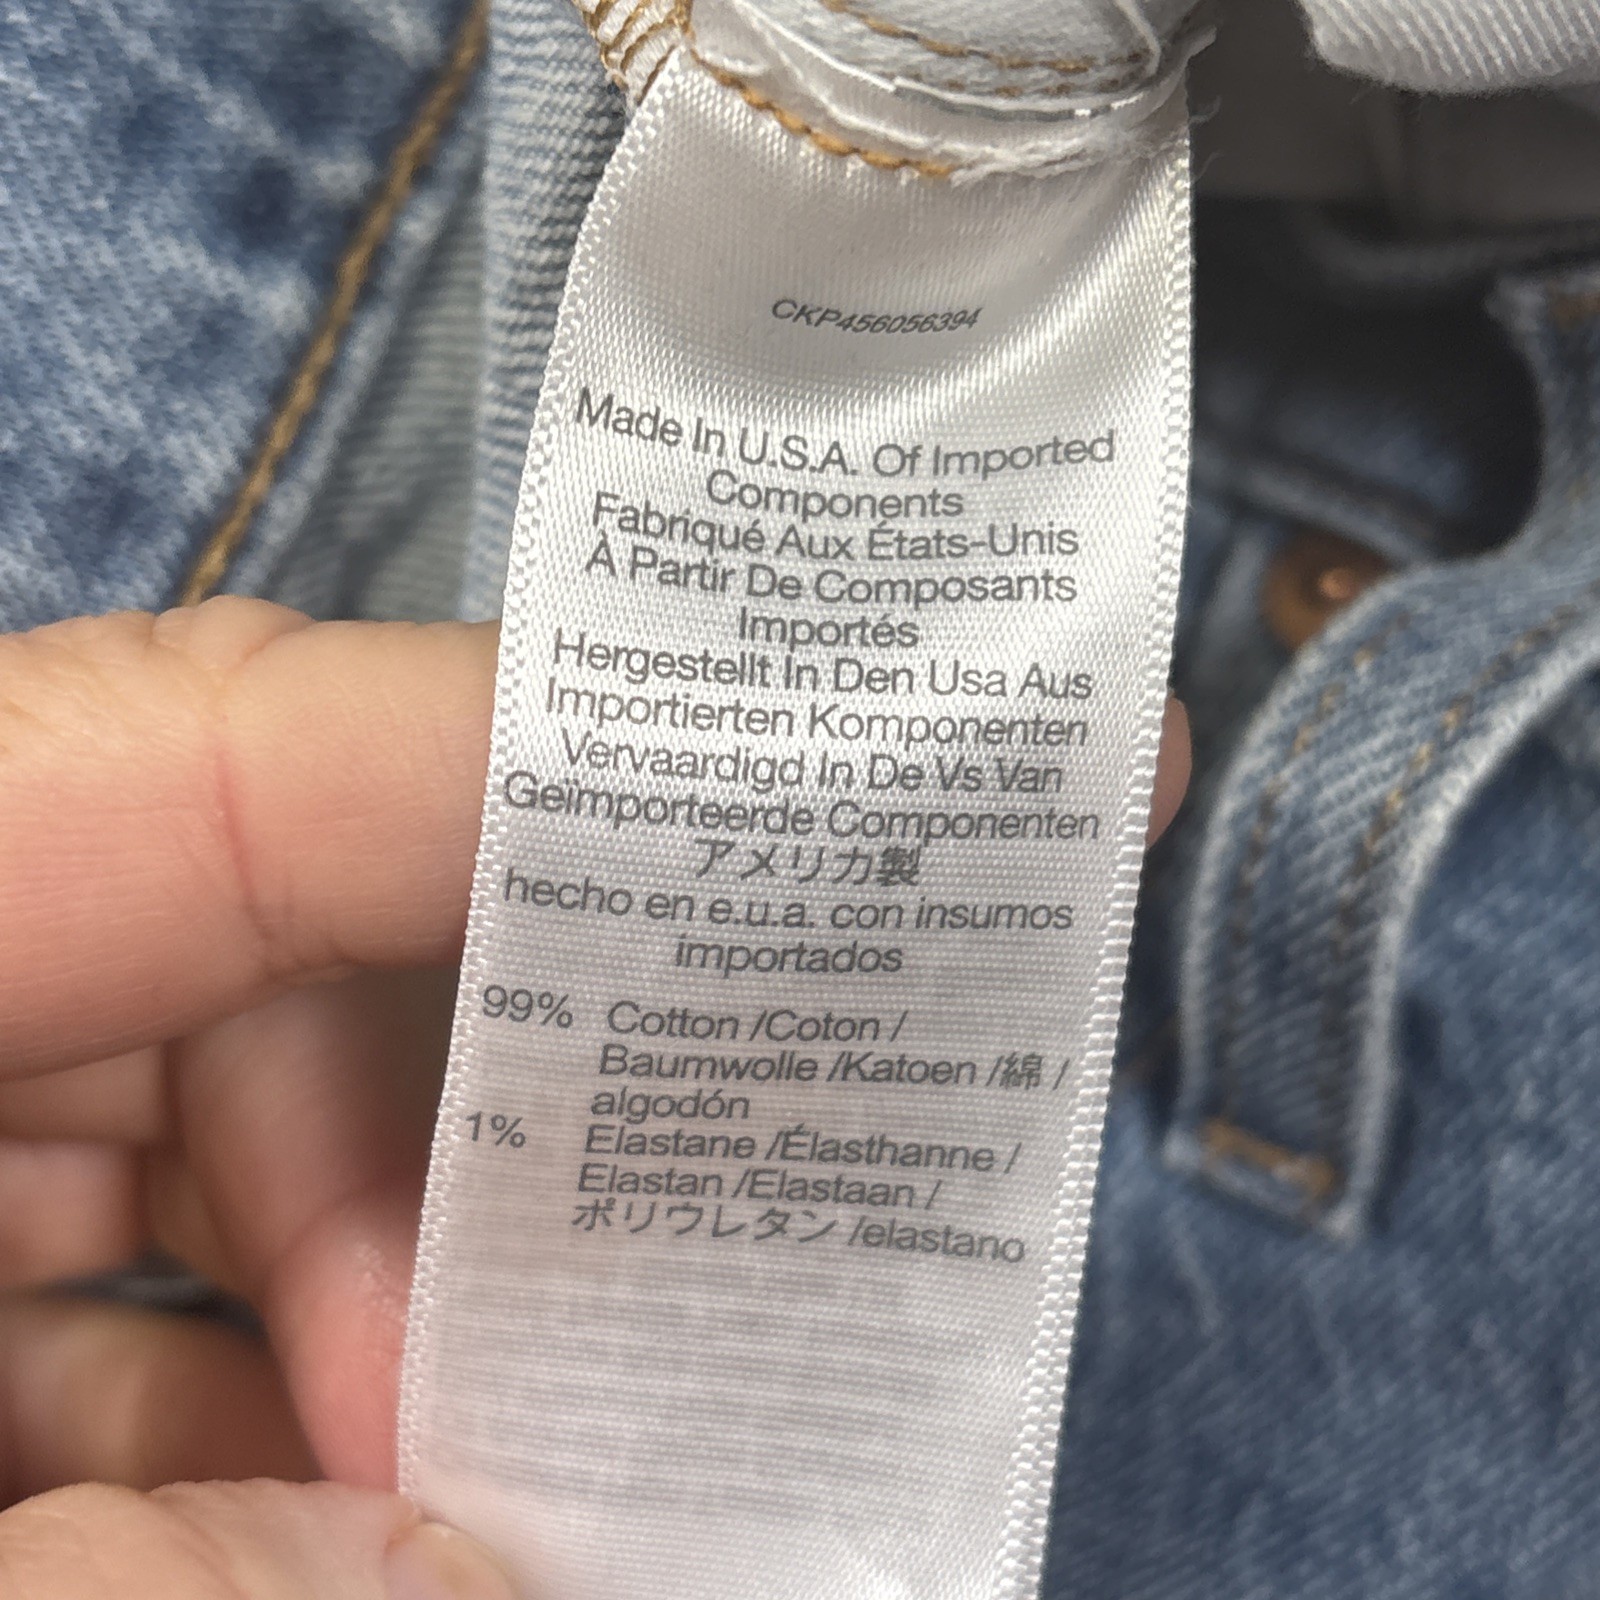 CKP456056394
Made In U.S.A. Of Imported
Components
Fabriqué Aux États-Unis
À Partir De Composants
Importés
Hergestellt In Den Usa Aus
Importierten Komponenten
Vervaardigd In De Vs Van
Geïmporteerde Componenten
アメリカ製
hecho en e.u.a. con insumos
importados
99% Cotton /Coton /
Baumwolle /Katoen /綿 /
algodón
1% Elastane /Élasthanne /
Elastan /Elastaan /
ポリウレタン /elastano